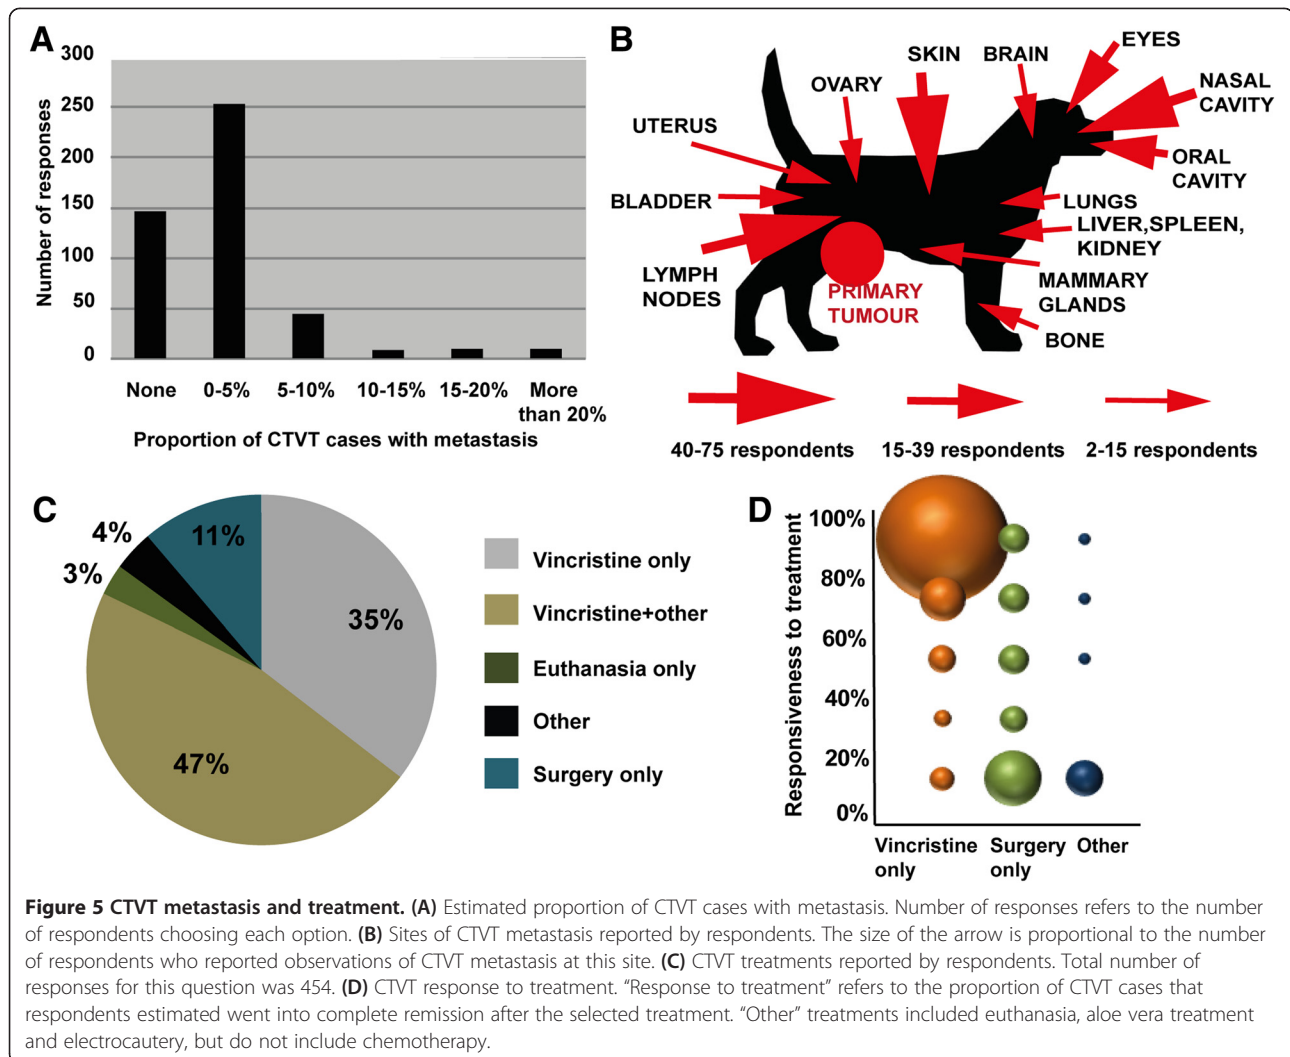 A
300
250
200
150
100
50
0
Number of responses
None
0-5%
5-10%
10-15%
15-20%
More
than 20%
Proportion of CTVT cases with metastasis
B
EYES
SKIN
BRAIN
NASAL
CAVITY
OVARY
UTERUS
ORAL
CAVITY
BLADDER
LUNGS
LIVER,SPLEEN,
KIDNEY
LYMPH
NODES
PRIMARY
TUMOUR
MAMMARY
GLANDS
BONE
40-75 respondents
15-39 respondents
2-15 respondents
C
4%
11%
3%
35%
47%
Vincristine only
Vincristine+other
Euthanasia only
Other
Surgery only
D
100%
80%
60%
40%
20%
0%
Responsiveness to treatment
Vincristine
only
Surgery
only
Other
Figure 5 CTVT metastasis and treatment. (A) Estimated proportion of CTVT cases with metastasis. Number of responses refers to the number
of respondents choosing each option. (B) Sites of CTVT metastasis reported by respondents. The size of the arrow is proportional to the number
of respondents who reported observations of CTVT metastasis at this site. (C) CTVT treatments reported by respondents. Total number of
responses for this question was 454. (D) CTVT response to treatment. “Response to treatment” refers to the proportion of CTVT cases that
respondents estimated went into complete remission after the selected treatment. “Other” treatments included euthanasia, aloe vera treatment
and electrocautery, but do not include chemotherapy.